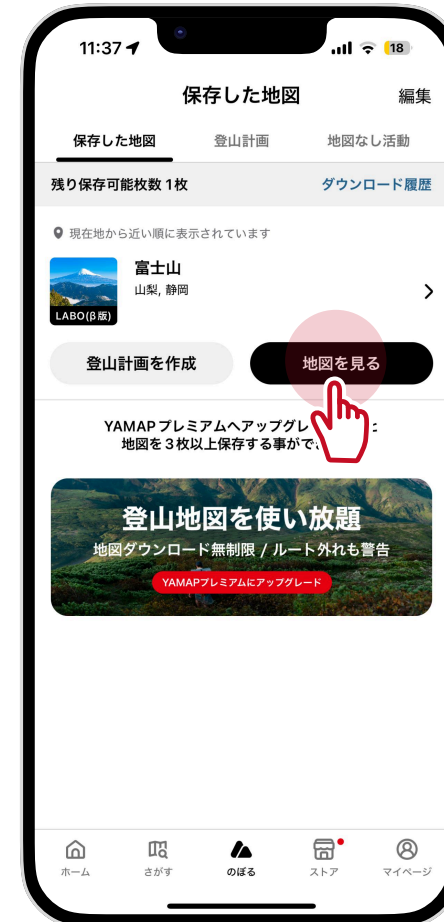 11:37
18
保存した地図
編集
保存した地図
登山計画
地図なし活動
残り保存可能枚数 1枚
ダウンロード履歴
現在地から近い順に表示されています
富士山
山梨, 静岡
LABO(β版)
登山計画を作成
地図を見る
YAMAP プレミアムへアップグレ
地図を3枚以上保存する事がで
登山地図を使い放題
地図ダウンロード無制限 / ルート外れも警告
YAMAPプレミアムにアップグレード
ホーム
さがす
のぼる
ストア
マイページ